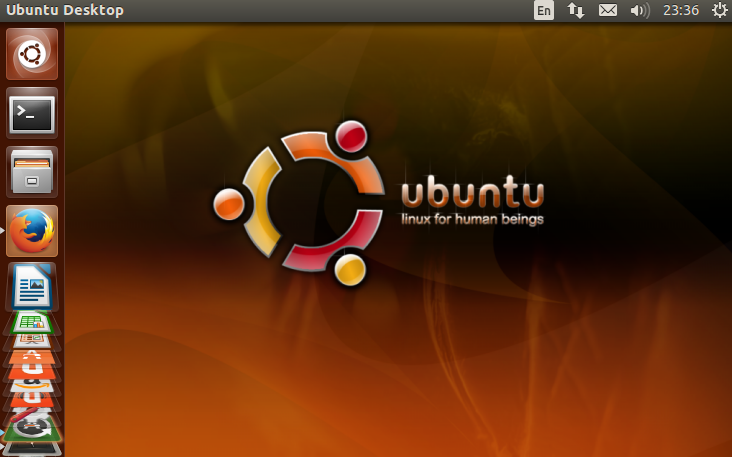 Ubuntu Desktop
En
23:36
>_
ubuntu
linux for human beings